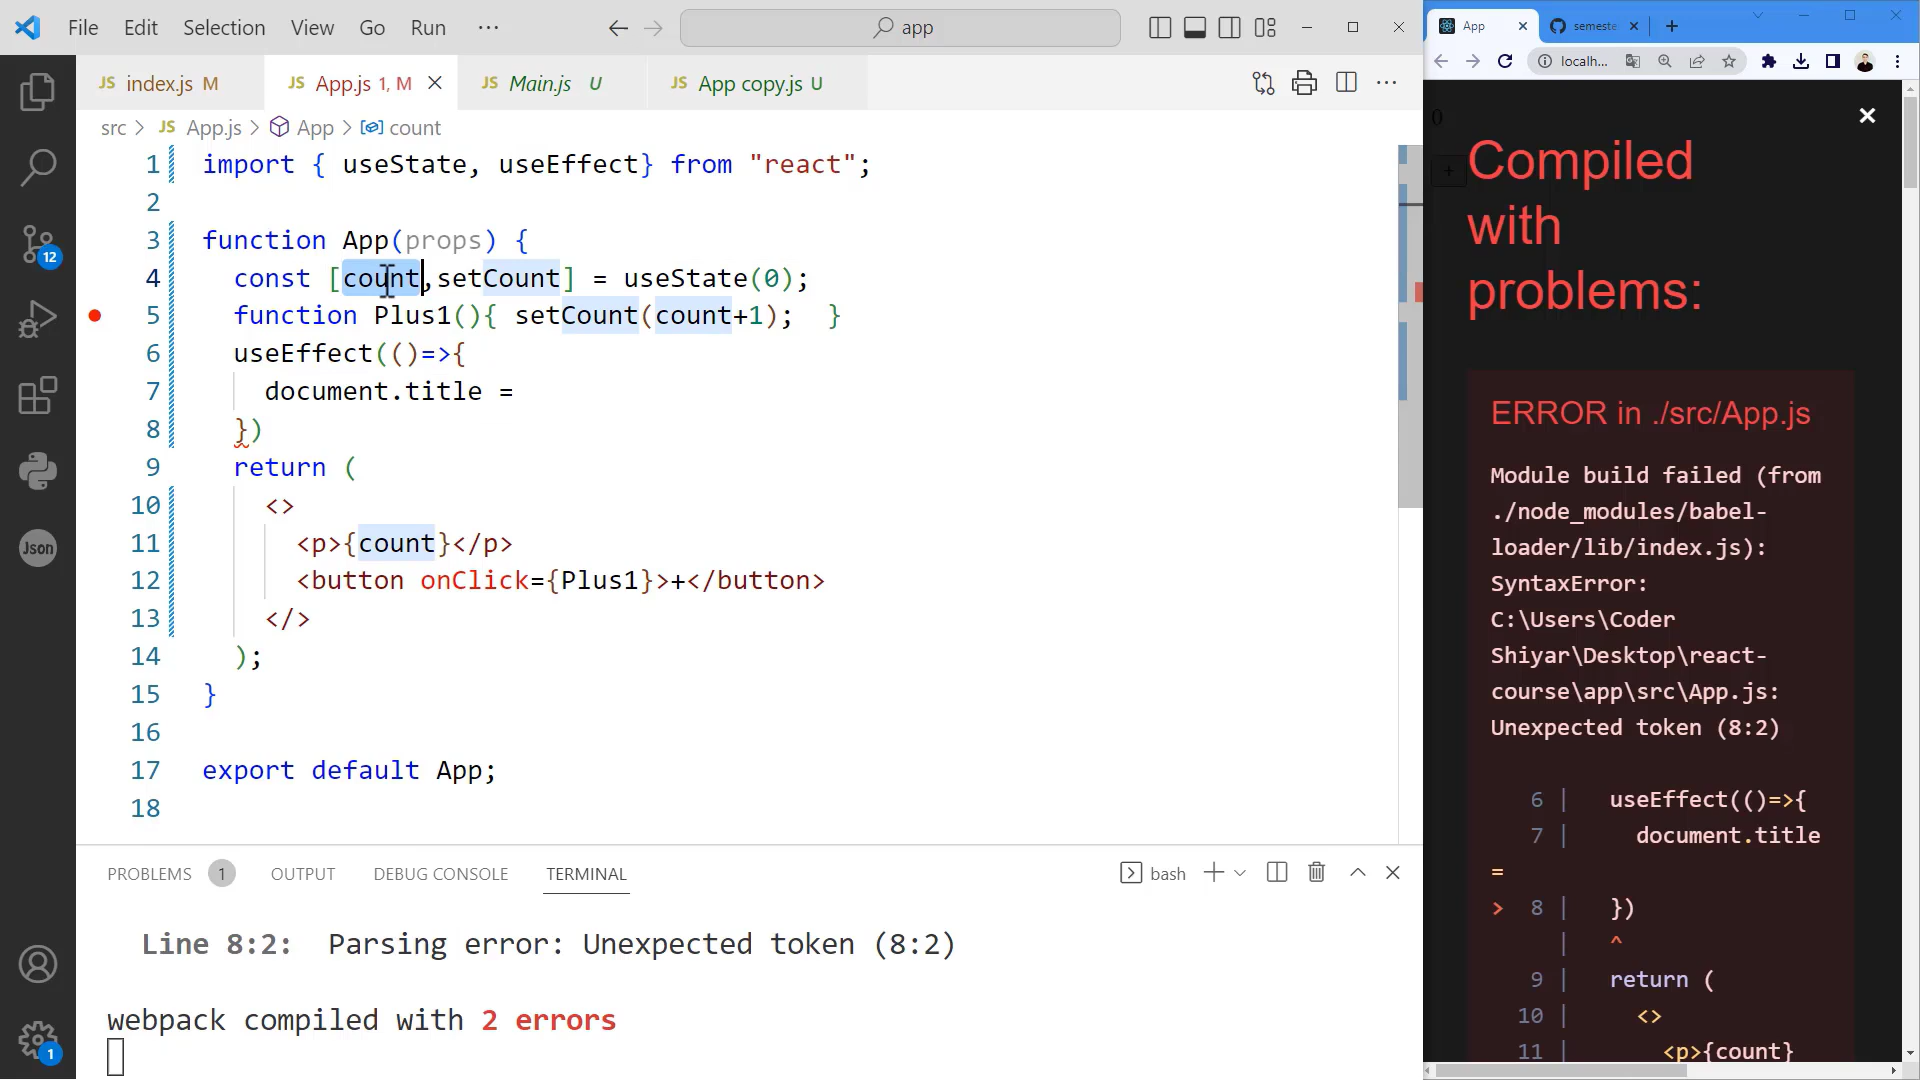 File Edit Selection View Go Run ···
app
JS index.js M
JS App.js 1, M
JS Main.js U
JS App copy.js U
src > JS App.js > App > count
1 import { useState, useEffect} from "react";
2
3 function App(props) {
4 const [count,setCount] = useState(0);
5 function Plus1(){ setCount(count+1); }
6 useEffect(()=>{
7 document.title =
8 })
9 return (
10 <>
11 <p>{count}</p>
12 <button onClick={Plus1}>+</button>
13 </>
14 );
15 }
16
17 export default App;
18
12
Json
1
PROBLEMS 1 OUTPUT DEBUG CONSOLE TERMINAL
bash
Line 8:2: Parsing error: Unexpected token (8:2)
webpack compiled with 2 errors
App
semeste
localh...
0
+
Compiled
with
problems:
ERROR in ./src/App.js
Module build failed (from
./node_modules/babel-
loader/lib/index.js):
SyntaxError:
C:\Users\Coder
Shiyar\Desktop\react-
course\app\src\App.js:
Unexpected token (8:2)
6 | useEffect(()=>{
7 | document.title
=
> 8 | })
| ^
9 | return (
10 | <>
11 | <p>{count}